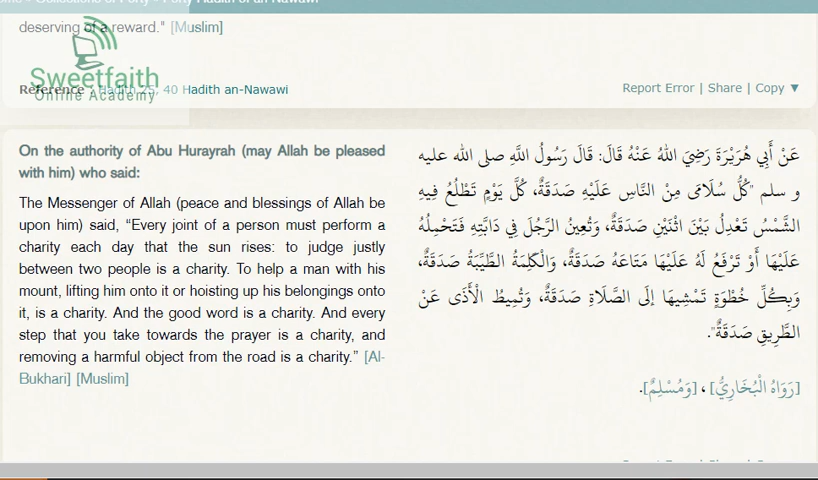 deserving of a reward." [Muslim]
Sweetfaith
Online Academy
Reference : Hadith 25, 40 Hadith an-Nawawi
Report Error | Share | Copy ▼
On the authority of Abu Hurayrah (may Allah be pleased
with him) who said:
The Messenger of Allah (peace and blessings of Allah be
upon him) said, “Every joint of a person must perform a
charity each day that the sun rises: to judge justly
between two people is a charity. To help a man with his
mount, lifting him onto it or hoisting up his belongings onto
it, is a charity. And the good word is a charity. And every
step that you take towards the prayer is a charity, and
removing a harmful object from the road is a charity.” [Al-
Bukhari] [Muslim]
عَنْ أَبِي هُرَيْرَةَ رَضِيَ اللهُ عَنْهُ قَالَ: قَالَ رَسُولُ اللَّهِ صلى الله عليه
و سلم "كُلُّ سُلَامَى مِنْ النَّاسِ عَلَيْهِ صَدَقَةٌ، كُلَّ يَوْمٍ تَطْلُعُ فِيهِ
الشَّمْسُ تَعْدِلُ بَيْنَ اثْنَيْنِ صَدَقَةٌ، وَتُعِينُ الرَّجُلَ فِي دَابَّتِهِ فَتَحْمِلُهُ
عَلَيْهَا أَوْ تَرْفَعُ لَهُ عَلَيْهَا مَتَاعَهُ صَدَقَةٌ، وَالْكَلِمَةُ الطَّيِّبَةُ صَدَقَةٌ،
وَبِكُلِّ خُطْوَةٍ تَمْشِيهَا إلَى الصَّلَاةِ صَدَقَةٌ، وَتُمِيطُ الْأَذَى عَنْ
الطَّرِيقِ صَدَقَةٌ".
[رَوَاهُ الْبُخَارِيُّ] ، [وَمُسْلِمٌ].